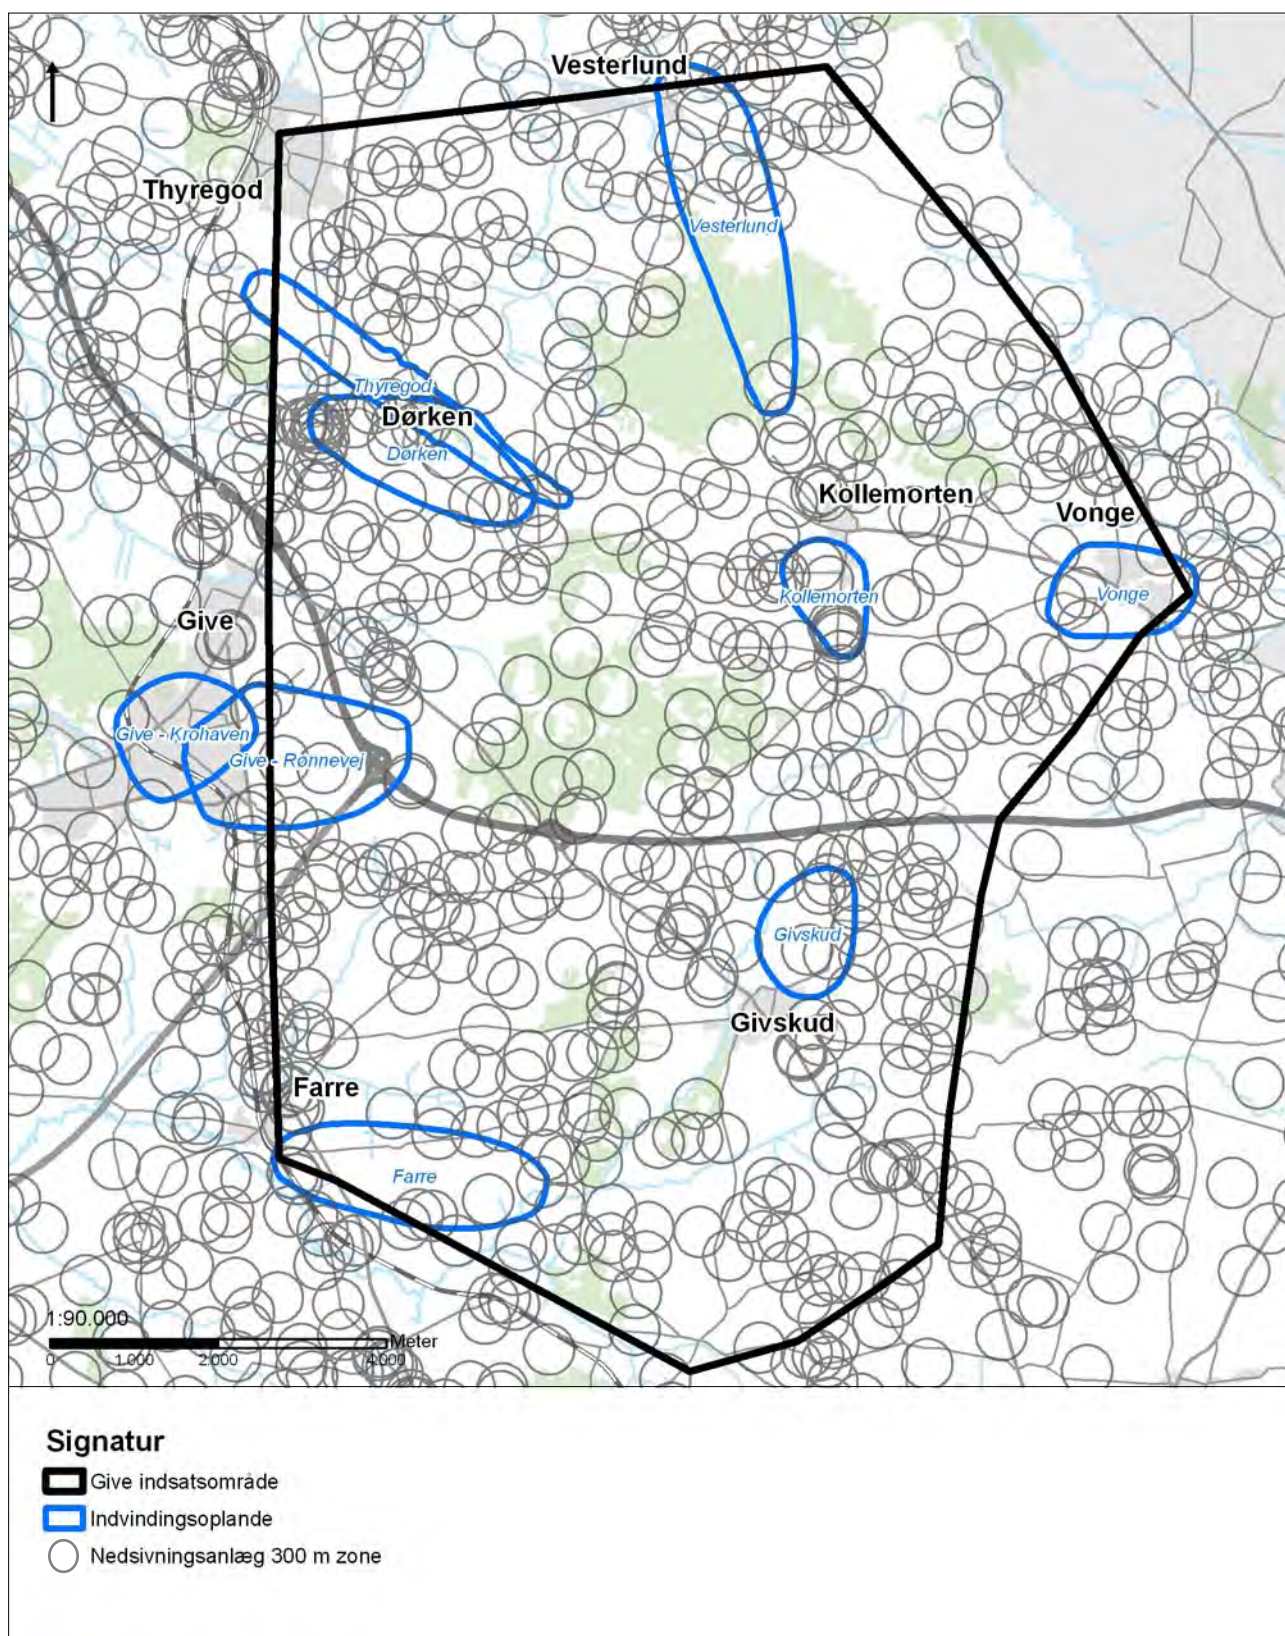 Vesterlund
Thyregod
Vesterlund
Thyregod
Dørken
Dørken
Kollemorten
Vonge
Kollemorten
Vonge
Give
Give - Krohaven
Give - Rønnevej
Givskud
Givskud
Farre
Farre
1:90.000
Meter
0 1.000 2.000 4.000
Signatur
Give indsatsområde
Indvindingsoplande
Nedsivningsanlæg 300 m zone